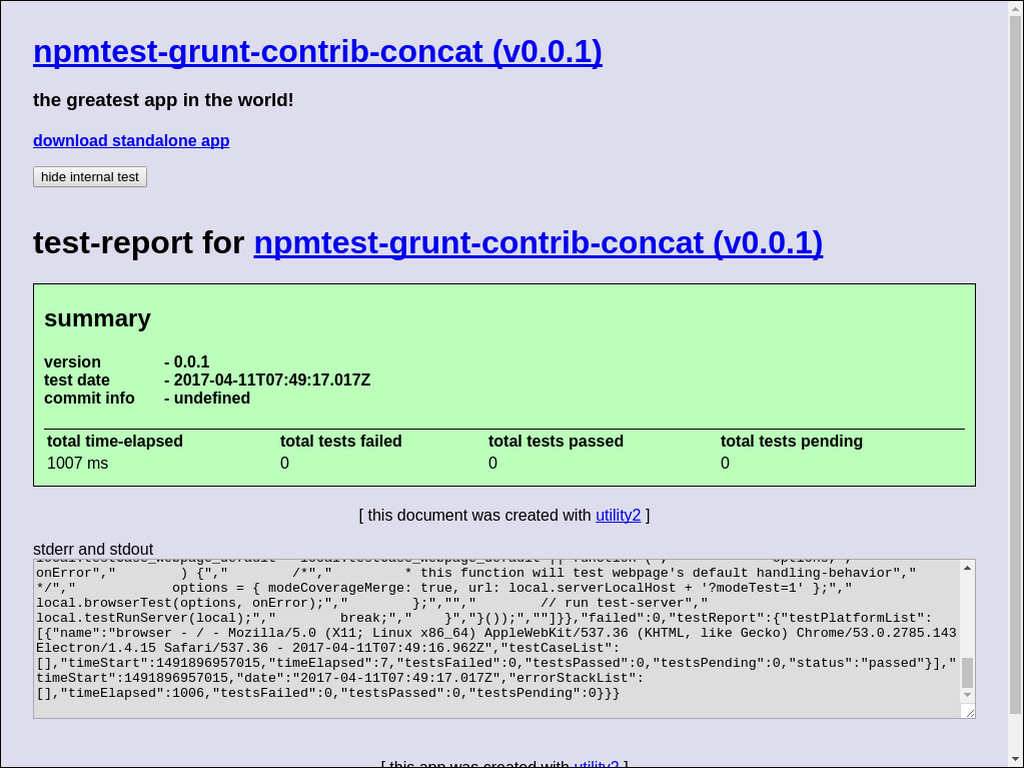 npmtest-grunt-contrib-concat (v0.0.1)
the greatest app in the world!
download standalone app
hide internal test
test-report for npmtest-grunt-contrib-concat (v0.0.1)
summary
version - 0.0.1
test date - 2017-04-11T07:49:17.017Z
commit info - undefined
total time-elapsed total tests failed total tests passed total tests pending
1007 ms 0 0 0
[ this document was created with utility2 ]
stderr and stdout
onError","        ) {","        /*","         * this function will test webpage's default handling-behavior","
*/","            options = { modeCoverageMerge: true, url: local.serverLocalHost + '?modeTest=1' };","
local.browserTest(options, onError);","        };","","        // run test-server","
local.testRunServer(local);","        break;","    }","}());",""]}},"failed":0,"testReport":{"testPlatformList":
[{"name":"browser - / - Mozilla/5.0 (X11; Linux x86_64) AppleWebKit/537.36 (KHTML, like Gecko) Chrome/53.0.2785.143
Electron/1.4.15 Safari/537.36 - 2017-04-11T07:49:16.962Z","testCaseList":
[],"timeStart":1491896957015,"timeElapsed":7,"testsFailed":0,"testsPassed":0,"testsPending":0,"status":"passed"}],"
timeStart":1491896957015,"date":"2017-04-11T07:49:17.017Z","errorStackList":
[],"timeElapsed":1006,"testsFailed":0,"testsPassed":0,"testsPending":0}}}
[ this app was created with utility2 ]